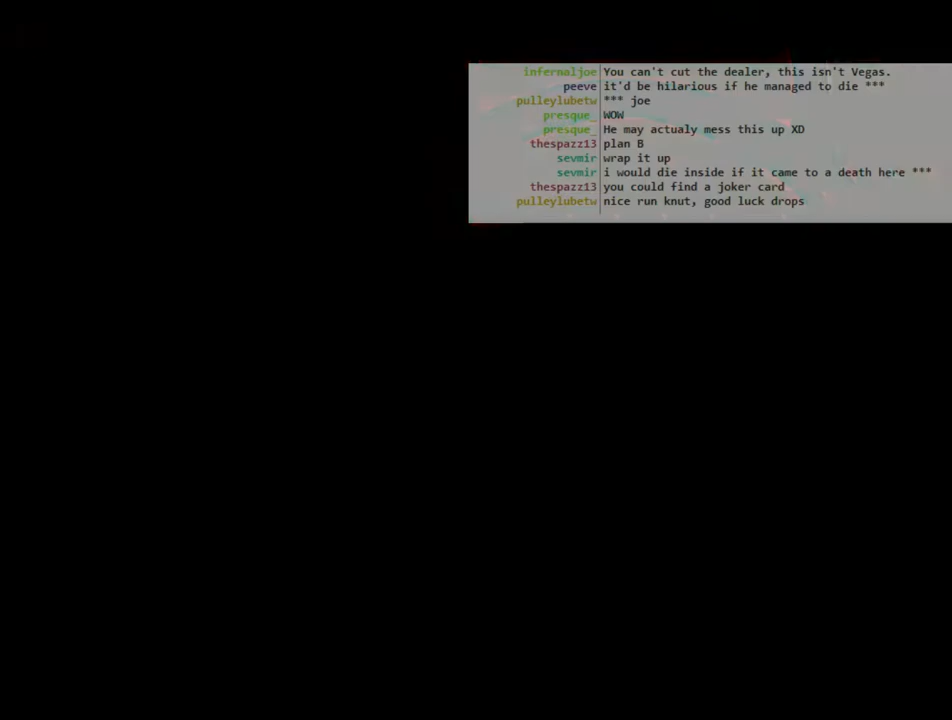 infernaljoe You can't cut the dealer, this isn't Vegas.
peeve it'd be hilarious if he managed to die ***
pulleylubetw *** joe
presque_ WOW
presque_ He may actualy mess this up XD
thespazz13 plan B
sevmir wrap it up
sevmir i would die inside if it came to a death here ***
thespazz13 you could find a joker card
pulleylubetw nice run knut, good luck drops